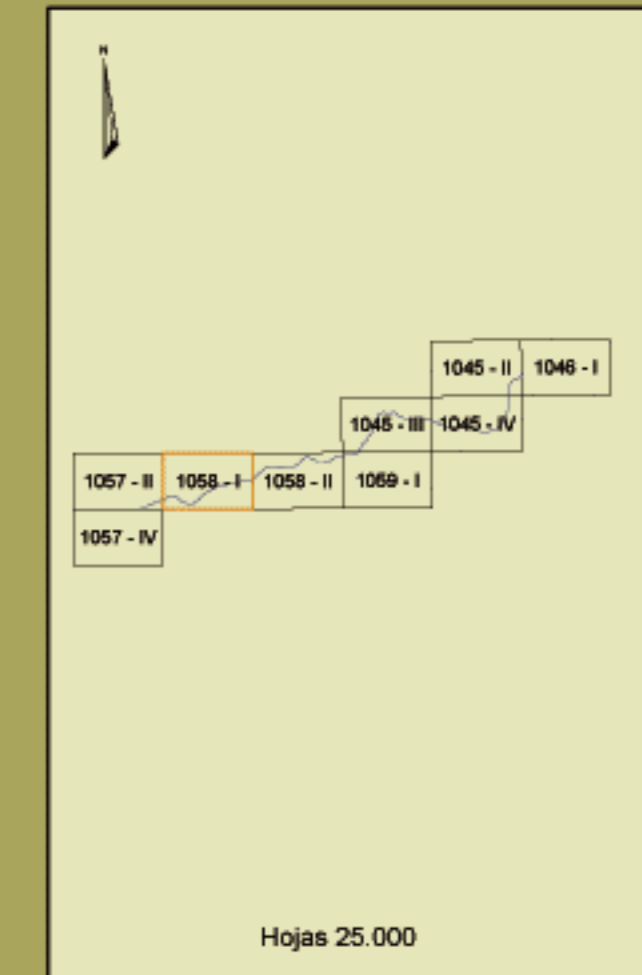 N
1045 - II 1046 - I
1045 - III 1045 - IV
1057 - II 1058 - I 1058 - II 1059 - I
1057 - IV
Hojas 25.000